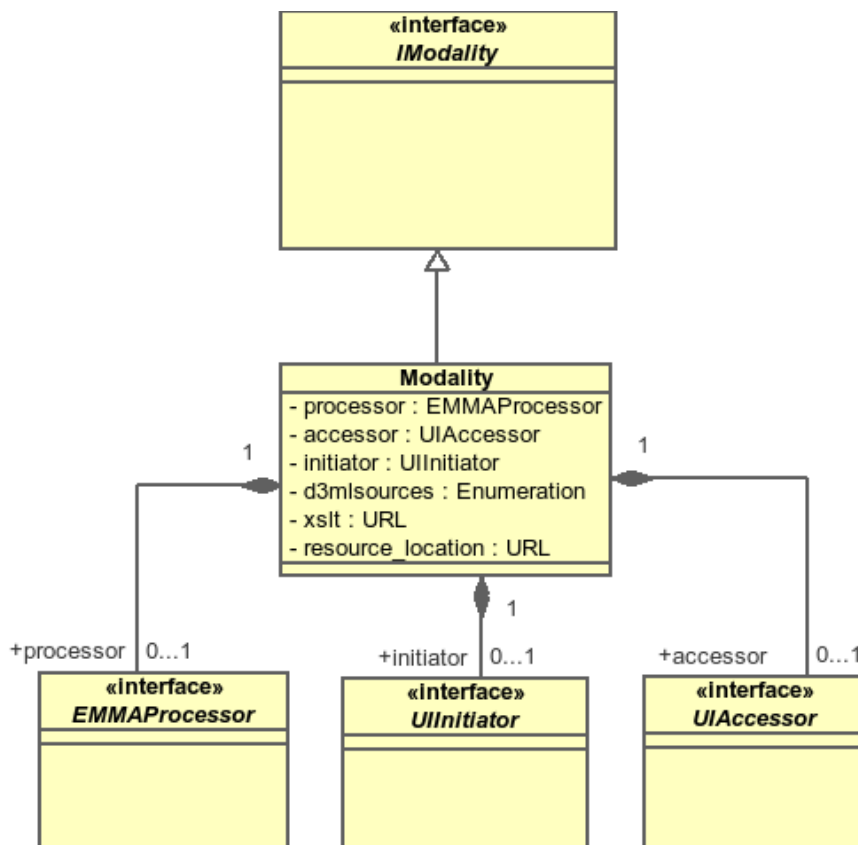 «interface»
IModality
Modality
- processor : EMMAProcessor
- accessor : UIAccessor
- initiator : UIInitiator
- d3mlsources : Enumeration
- xslt : URL
- resource_location : URL
1
1
1
+processor 0...1
+initiator 0...1
+accessor 0...1
«interface»
EMMAProcessor
«interface»
UIInitiator
«interface»
UIAccessor